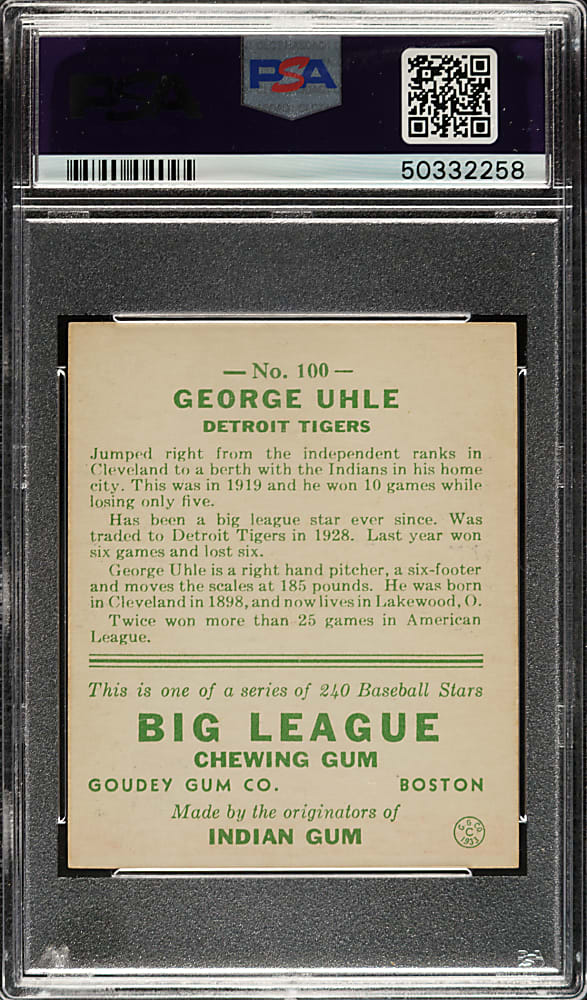 PSA
PSA
50332258
— No. 100 —
GEORGE UHLE
DETROIT TIGERS
Jumped right from the independent ranks in
Cleveland to a berth with the Indians in his home
city. This was in 1919 and he won 10 games while
losing only five.
Has been a big league star ever since. Was
traded to Detroit Tigers in 1928. Last year won
six games and lost six.
George Uhle is a right hand pitcher, a six-footer
and moves the scales at 185 pounds. He was born
in Cleveland in 1898, and now lives in Lakewood, O.
Twice won more than 25 games in American
League.
This is one of a series of 240 Baseball Stars
BIG LEAGUE
CHEWING GUM
GOUDEY GUM CO. BOSTON
Made by the originators of
INDIAN GUM
G. G. CO.
C
1933